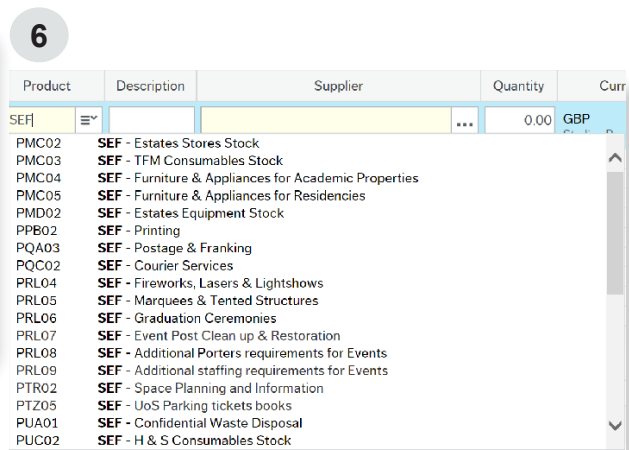 6
Product Description Supplier Quantity Curr
SEF 0.00 GBP
PMC02 SEF - Estates Stores Stock
PMC03 SEF - TFM Consumables Stock
PMC04 SEF - Furniture & Appliances for Academic Properties
PMC05 SEF - Furniture & Appliances for Residencies
PMD02 SEF - Estates Equipment Stock
PPB02 SEF - Printing
PQA03 SEF - Postage & Franking
PQC02 SEF - Courier Services
PRL04 SEF - Fireworks, Lasers & Lightshows
PRL05 SEF - Marquees & Tented Structures
PRL06 SEF - Graduation Ceremonies
PRL07 SEF - Event Post Clean up & Restoration
PRL08 SEF - Additional Porters requirements for Events
PRL09 SEF - Additional staffing requirements for Events
PTR02 SEF - Space Planning and Information
PTZ05 SEF - UoS Parking tickets books
PUA01 SEF - Confidential Waste Disposal
PUC02 SEF - H & S Consumables Stock